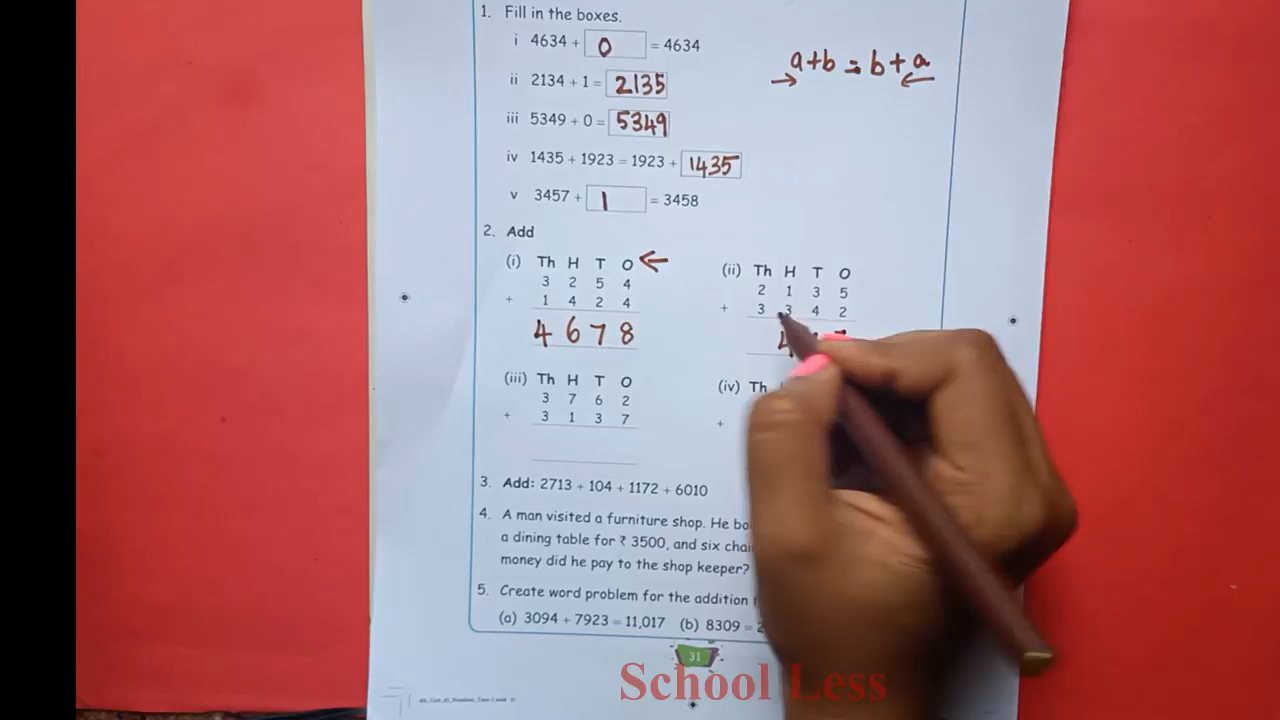 1. Fill in the boxes.
i 4634 + 0 = 4634
a+b = b+a
ii 2134 + 1 = 2135
iii 5349 + 0 = 5349
iv 1435 + 1923 = 1923 + 1435
v 3457 + 1 = 3458
2. Add
(i) Th H T O
3 2 5 4
+ 1 4 2 4
4 6 7 8
(ii) Th H T O
2 1 3 5
+ 3 3 4 2
4
(iii) Th H T O
3 7 6 2
+ 3 1 3 7
(iv) Th
+
3. Add: 2713 + 104 + 1172 + 6010
4. A man visited a furniture shop. He
a dining table for ₹ 3500, and six
money did he pay to the shop keeper?
5. Create word problem for the addition
(a) 3094 + 7923 = 11,017 (b) 8309 =
31
School Less